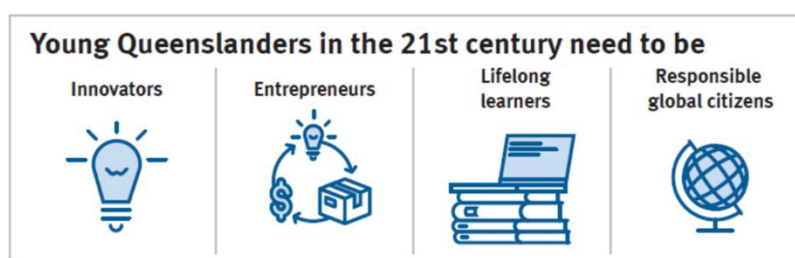 Young Queenslanders in the 21st century need to be
Innovators
Entrepreneurs
Lifelong
learners
Responsible
global citizens